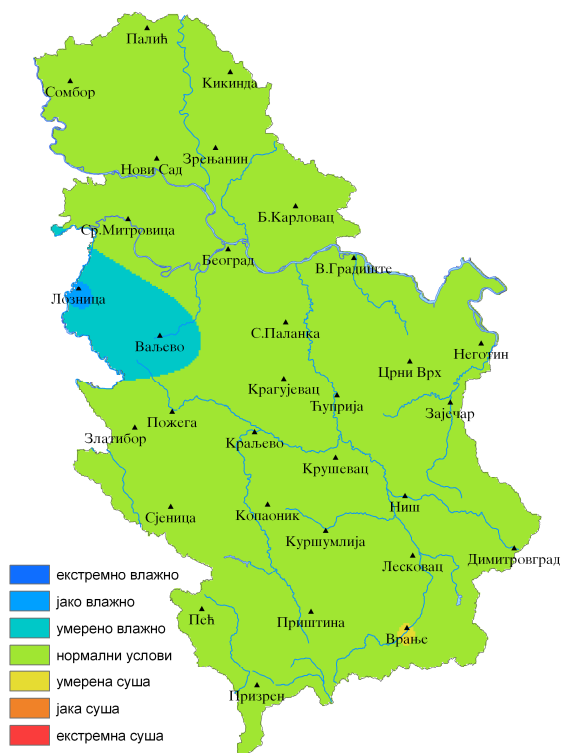 Палић
Кикинда
Сомбор
Зрењанин
Нови Сад
Б.Карловац
Ср.Митровица
Београд
В.Градиште
Лозница
С.Паланка
Ваљево
Неготин
Црни Врх
Крагујевац
Ћуприја
Зајечар
Пожега
Златибор
Краљево
Крушевац
Ниш
Сјеница
Копаоник
Куршумлија
Димитровград
Лесковац
екстремно влажно
јако влажно
Пећ
Приштина
умерено влажно
Врање
нормални услови
умерена суша
Призрен
јака суша
екстремна суша